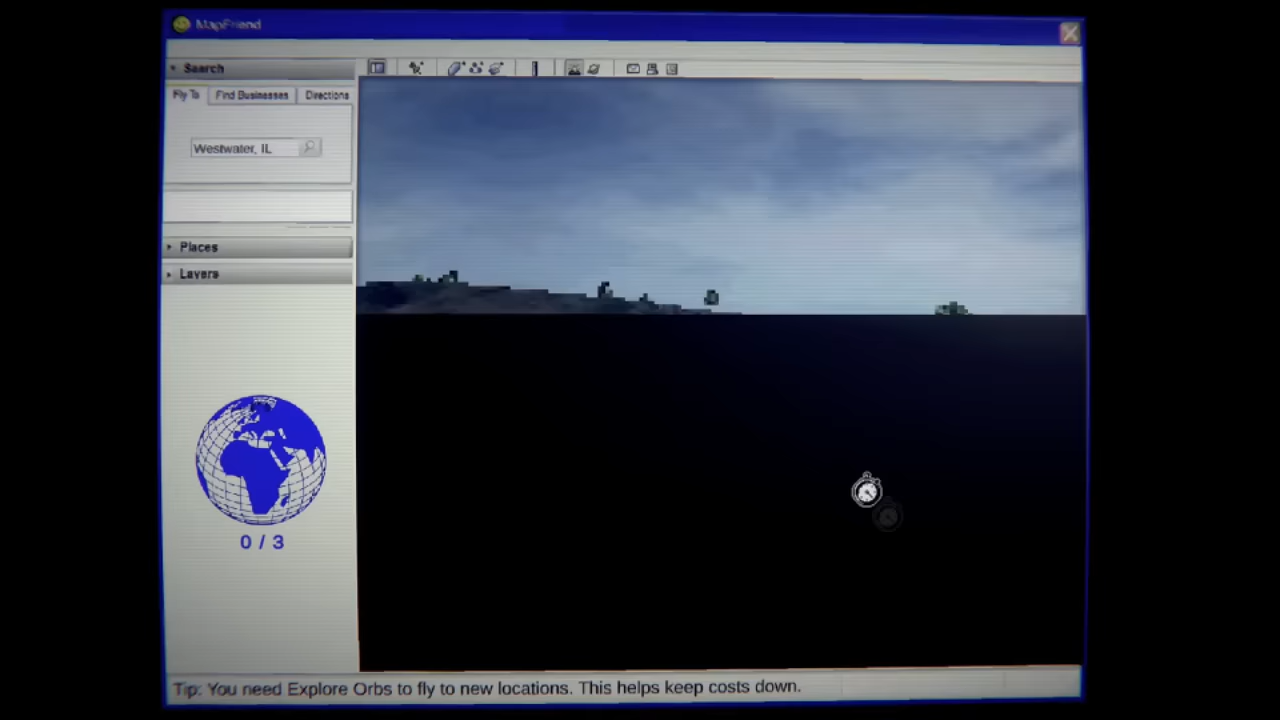 MapFriend
Search
Fly To
Find Businesses
Directions
Westwater, IL
Places
Layers
0 / 3
Tip: You need Explore Orbs to fly to new locations. This helps keep costs down.